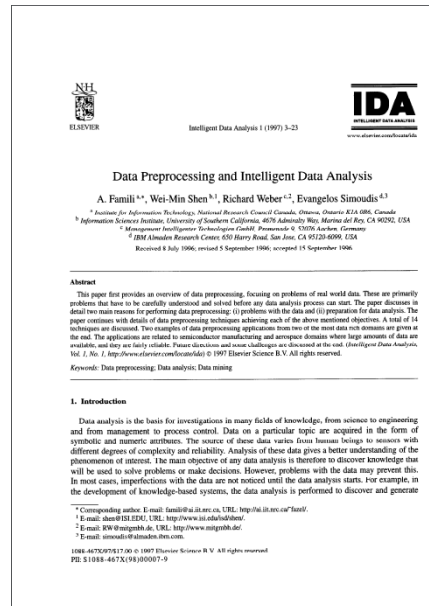 NH
ELSEVIER
Intelligent Data Analysis 1 (1997) 3–23
IDA
INTELLIGENT DATA ANALYSIS
www.elsevier.com/locate/ida
Data Preprocessing and Intelligent Data Analysis
A. Famili a,*, Wei-Min Shen b,1, Richard Weber c,2, Evangelos Simoudis d,3
a Institute for Information Technology, National Research Council Canada, Ottawa, Ontario K1A 0R6, Canada
b Information Sciences Institute, University of Southern California, 4676 Admiralty Way, Marina del Rey, CA 90292, USA
c Management Intelligenter Technologien GmbH, Promenade 9, 52076 Aachen, Germany
d IBM Almaden Research Center, 650 Harry Road, San Jose, CA 95120-6099, USA
Received 8 July 1996; revised 5 September 1996; accepted 15 September 1996
Abstract
This paper first provides an overview of data preprocessing, focusing on problems of real world data. These are primarily
problems that have to be carefully understood and solved before any data analysis process can start. The paper discusses in
detail two main reasons for performing data preprocessing: (i) problems with the data and (ii) preparation for data analysis. The
paper continues with details of data preprocessing techniques achieving each of the above mentioned objectives. A total of 14
techniques are discussed. Two examples of data preprocessing applications from two of the most data rich domains are given at
the end. The applications are related to semiconductor manufacturing and aerospace domains where large amounts of data are
available, and they are fairly reliable. Future directions and some challenges are discussed at the end. (Intelligent Data Analysis,
Vol. 1, No. 1, http://www.elsevier.com/locate/ida) © 1997 Elsevier Science B.V. All rights reserved.
Keywords: Data preprocessing; Data analysis; Data mining
1. Introduction
Data analysis is the basis for investigations in many fields of knowledge, from science to engineering
and from management to process control. Data on a particular topic are acquired in the form of
symbolic and numeric attributes. The source of these data varies from human beings to sensors with
different degrees of complexity and reliability. Analysis of these data gives a better understanding of the
phenomenon of interest. The main objective of any data analysis is therefore to discover knowledge that
will be used to solve problems or make decisions. However, problems with the data may prevent this.
In most cases, imperfections with the data are not noticed until the data analysis starts. For example, in
the development of knowledge-based systems, the data analysis is performed to discover and generate
* Corresponding author. E-mail: famili@ai.iit.nrc.ca, URL: http://ai.iit.nrc.ca/~fazel/.
1 E-mail: shen@ISI.EDU, URL: http://www.isi.edu/isd/shen/.
2 E-mail: RW@mitgmbh.de, URL: http://www.mitgmbh.de/.
3 E-mail: simoudis@almaden.ibm.com.
1088-467X/97/$17.00 © 1997 Elsevier Science B.V. All rights reserved.
PII: S1088-467X(98)00007-9